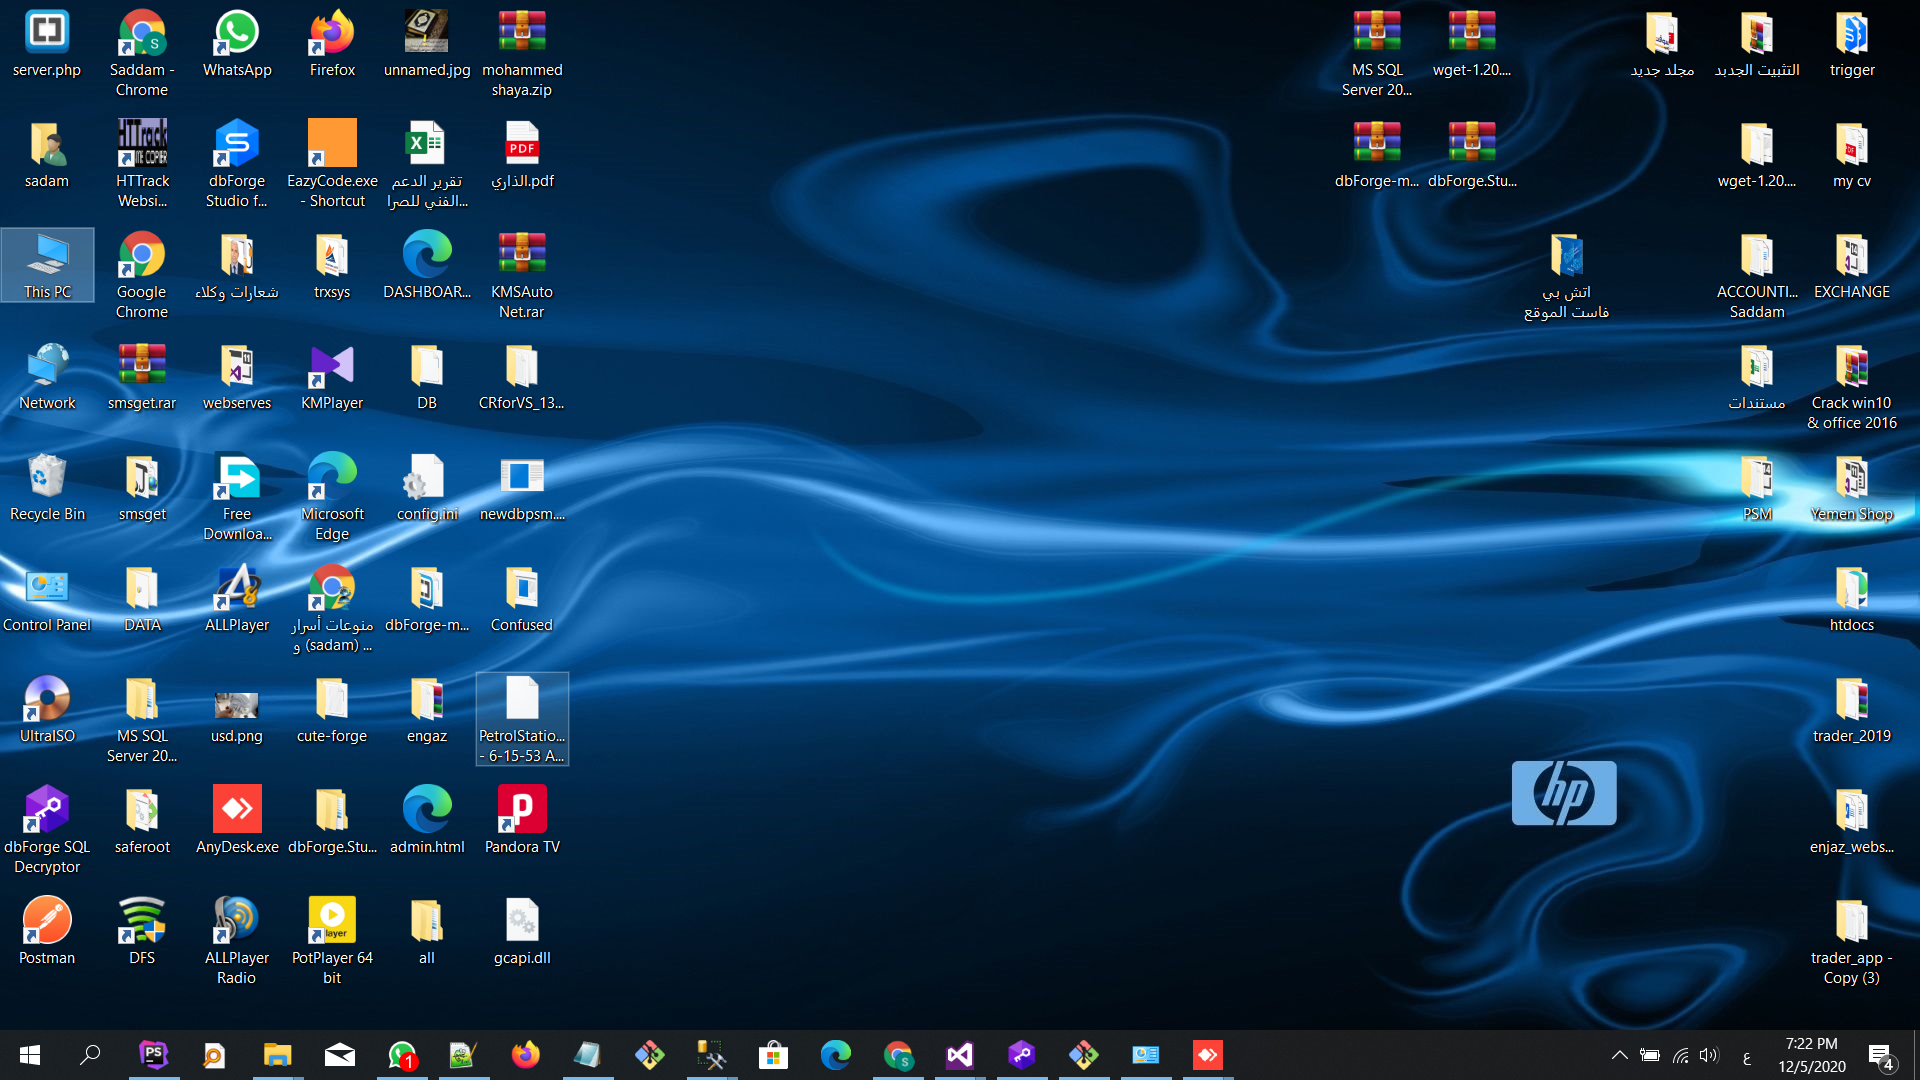 server.php
Saddam -
Chrome
WhatsApp
Firefox
unnamed.jpg
mohammed
shaya.zip
MS SQL
Server 20...
wget-1.20....
مجلد جديد
التثبيت الجديد
trigger
sadam
HTTrack
Websi...
dbForge
Studio f...
EazyCode.exe
- Shortcut
تقرير الدعم
الفني للصرا...
الذاري.pdf
dbForge-m...
dbForge.Stu...
wget-1.20....
my cv
This PC
Google
Chrome
شعارات وكلاء
trxsys
DASHBOAR...
KMSAuto
Net.rar
اتش بي
فاست الموقع
ACCOUNTI...
Saddam
EXCHANGE
Network
smsget.rar
webserves
KMPlayer
DB
CRforVS_13...
مستندات
Crack win10
& office 2016
Recycle Bin
smsget
Free
Downloa...
Microsoft
Edge
config.ini
newdbpsm....
PSM
Yemen Shop
Control Panel
DATA
ALLPlayer
منوعات أسرار
و (sadam) ...
dbForge-m...
Confused
htdocs
UltraISO
MS SQL
Server 20...
usd.png
cute-forge
engaz
PetrolStatio...
- 6-15-53 A...
trader_2019
hp
dbForge SQL
Decryptor
saferoot
AnyDesk.exe
dbForge.Stu...
admin.html
Pandora TV
enjaz_webs...
Postman
DFS
ALLPlayer
Radio
PotPlayer 64
bit
all
gcapi.dll
trader_app -
Copy (3)
1
ع
7:22 PM
12/5/2020
4